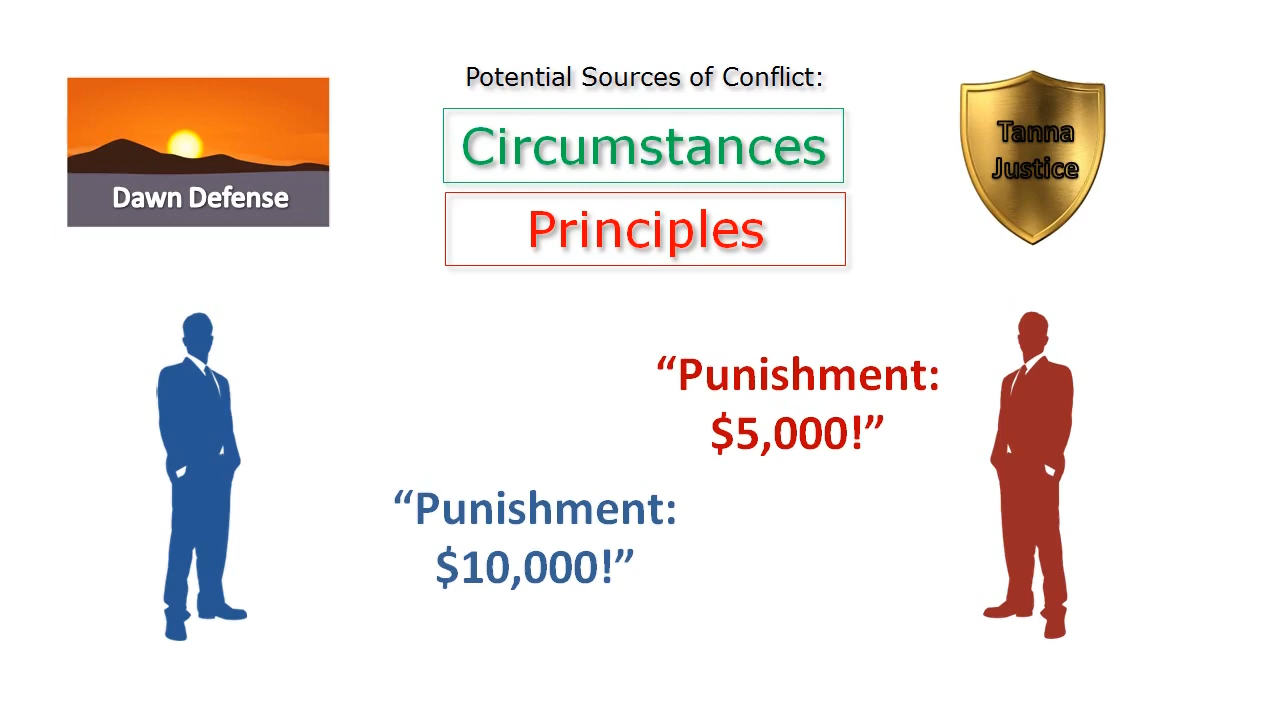 Potential Sources of Conflict:
Circumstances
Principles
Dawn Defense
Tanna
Justice
“Punishment:
$5,000!”
“Punishment:
$10,000!”